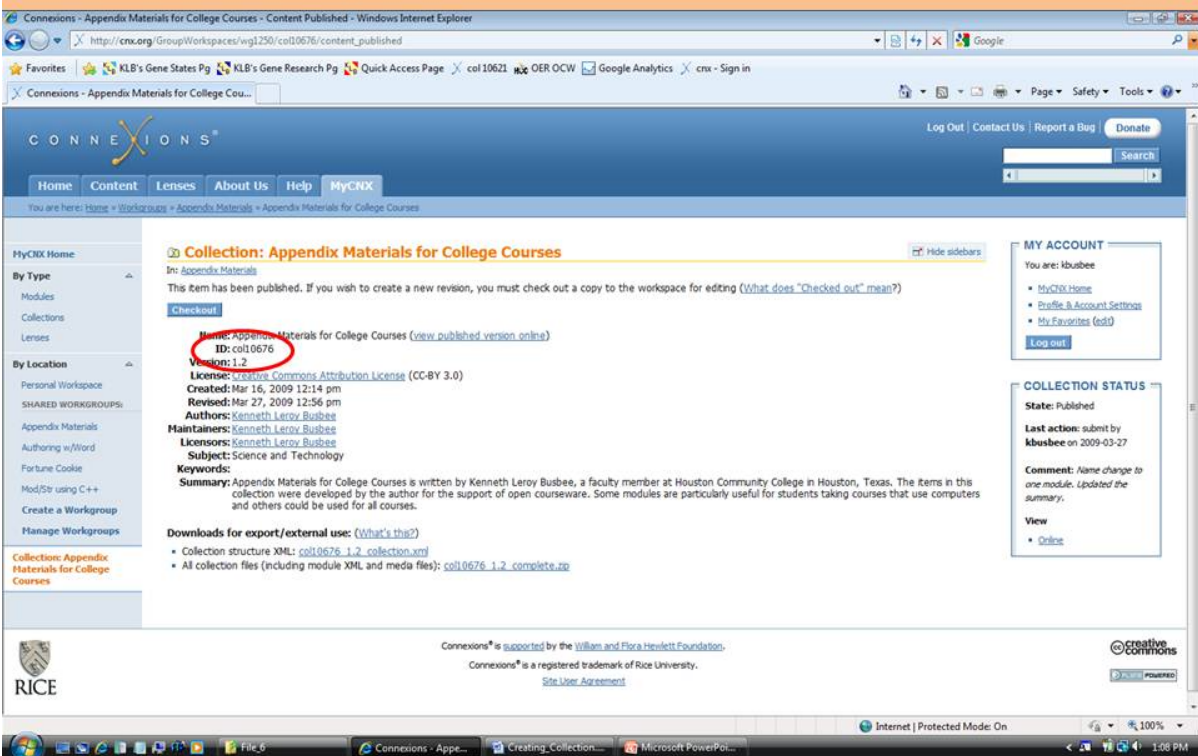 Connexions - Appendix Materials for College Courses - Content Published - Windows Internet Explorer
http://cnx.org/GroupWorkspaces/wg1250/col10676/content_published
Google
Favorites KLB's Gene States Pg KLB's Gene Research Pg Quick Access Page col10621 OER OCW Google Analytics cnx - Sign in
Connexions - Appendix Materials for College Cou...
Page Safety Tools
CONNEXIONS®
Log Out | Contact Us | Report a Bug | Donate
Search
Home Content Lenses About Us Help MyCNX
You are here: Home » Workgroups » Appendix Materials » Appendix Materials for College Courses
MyCNX Home
By Type
Modules
Collections
Lenses
By Location
Personal Workspace
SHARED WORKGROUPS:
Appendix Materials
Authoring w/Word
Fortune Cookie
Mod/Str using C++
Create a Workgroup
Manage Workgroups
Collection: Appendix
Materials for College
Courses
Collection: Appendix Materials for College Courses
Hide sidebars
In: Appendix Materials
This item has been published. If you wish to create a new revision, you must check out a copy to the workspace for editing (What does "Checked out" mean?)
Checkout
Name: Appendix Materials for College Courses (view published version online)
ID: col10676
Version: 1.2
License: Creative Commons Attribution License (CC-BY 3.0)
Created: Mar 16, 2009 12:14 pm
Revised: Mar 27, 2009 12:56 pm
Authors: Kenneth Leroy Busbee
Maintainers: Kenneth Leroy Busbee
Licensors: Kenneth Leroy Busbee
Subject: Science and Technology
Keywords:
Summary: Appendix Materials for College Courses is written by Kenneth Leroy Busbee, a faculty member at Houston Community College in Houston, Texas. The items in this
collection were developed by the author for the support of open courseware. Some modules are particularly useful for students taking courses that use computers
and others could be used for all courses.
Downloads for export/external use: (What's this?)
Collection structure XML: col10676_1.2_collection.xml
All collection files (including module XML and media files): col10676_1.2_complete.zip
MY ACCOUNT
You are: kbusbee
MyCNX Home
Profile & Account Settings
My Favorites (edit)
Log out
COLLECTION STATUS
State: Published
Last action: submit by
kbusbee on 2009-03-27
Comment: Name change to
one module. Updated the
summary.
View
Online
RICE
Connexions® is supported by the William and Flora Hewlett Foundation.
Connexions® is a registered trademark of Rice University.
Site User Agreement
cc creative
commons
POWERED
Internet | Protected Mode: On
100%
File_6
Connexions - Appe...
Creating_Collection....
Microsoft PowerPoi...
1:08 PM